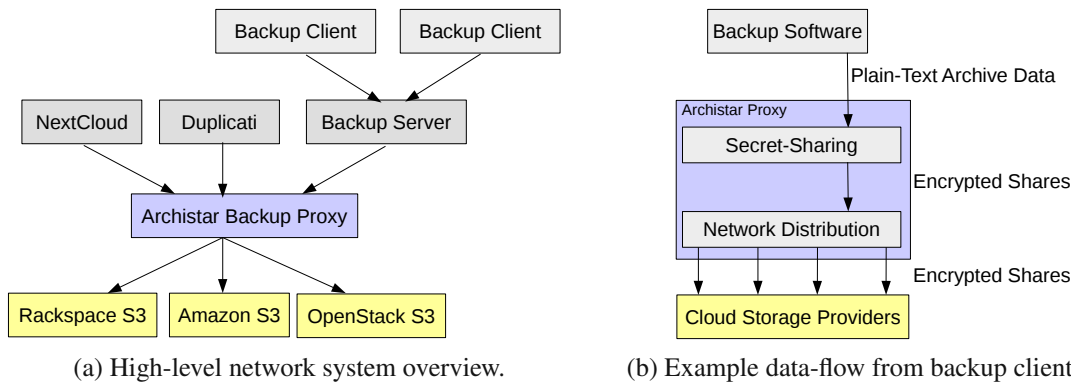 Backup Client
Backup Client
NextCloud
Duplicati
Backup Server
Archistar Backup Proxy
Rackspace S3
Amazon S3
OpenStack S3
(a) High-level network system overview.
Backup Software
Plain-Text Archive Data
Archistar Proxy
Secret-Sharing
Encrypted Shares
Network Distribution
Encrypted Shares
Cloud Storage Providers
(b) Example data-flow from backup client